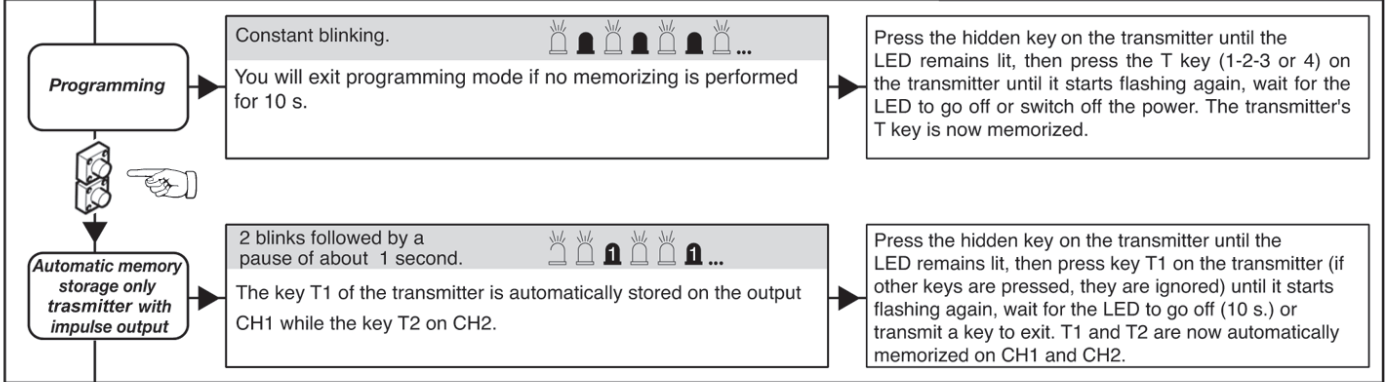 Programming
Constant blinking.
...
You will exit programming mode if no memorizing is performed
for 10 s.
Press the hidden key on the transmitter until the
LED remains lit, then press the T key (1-2-3 or 4) on
the transmitter until it starts flashing again, wait for the
LED to go off or switch off the power. The transmitter's
T key is now memorized.
Automatic memory
storage only
trasmitter with
impulse output
2 blinks followed by a
pause of about 1 second.
1 1 ...
The key T1 of the transmitter is automatically stored on the output
CH1 while the key T2 on CH2.
Press the hidden key on the transmitter until the
LED remains lit, then press key T1 on the transmitter (if
other keys are pressed, they are ignored) until it starts
flashing again, wait for the LED to go off (10 s.) or
transmit a key to exit. T1 and T2 are now automatically
memorized on CH1 and CH2.